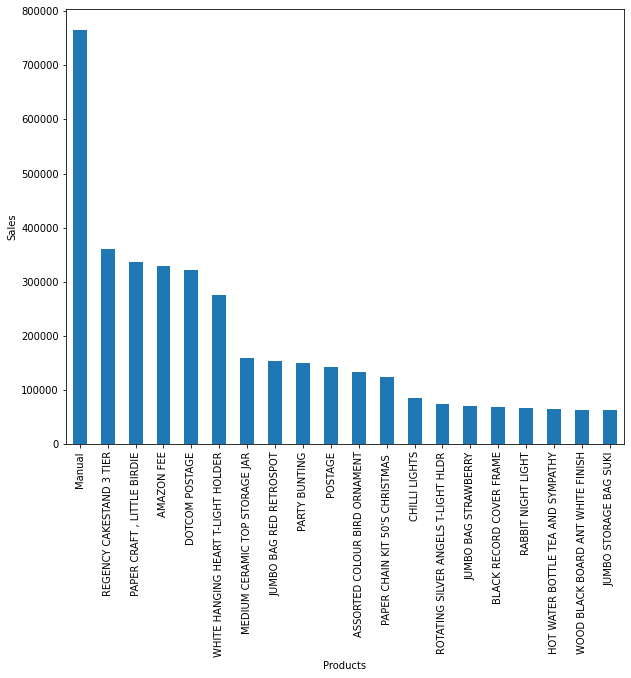 800000
700000
600000
500000
400000
300000
200000
100000
0
Sales
Manual
REGENCY CAKESTAND 3 TIER
PAPER CRAFT , LITTLE BIRDIE
AMAZON FEE
DOTCOM POSTAGE
WHITE HANGING HEART T-LIGHT HOLDER
MEDIUM CERAMIC TOP STORAGE JAR
JUMBO BAG RED RETROSPOT
PARTY BUNTING
POSTAGE
ASSORTED COLOUR BIRD ORNAMENT
PAPER CHAIN KIT 50'S CHRISTMAS
CHILLI LIGHTS
ROTATING SILVER ANGELS T-LIGHT HLDR
JUMBO BAG STRAWBERRY
BLACK RECORD COVER FRAME
RABBIT NIGHT LIGHT
HOT WATER BOTTLE TEA AND SYMPATHY
WOOD BLACK BOARD ANT WHITE FINISH
JUMBO STORAGE BAG SUKI
Products